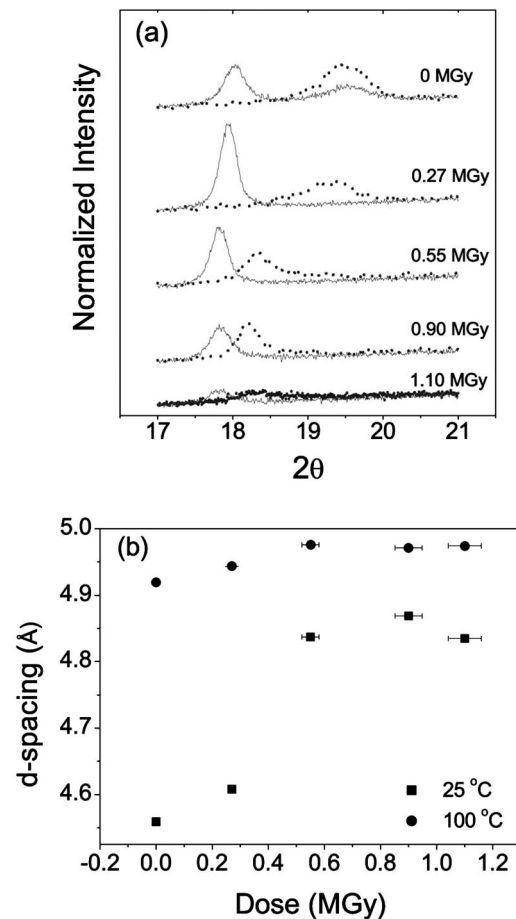 (a)
Normalized Intensity
0 MGy
0.27 MGy
0.55 MGy
0.90 MGy
1.10 MGy
17 18 19 20 21
2θ
(b)
d-spacing (Å)
5.0
4.9
4.8
4.7
4.6
25 °C
100 °C
-0.2 0.0 0.2 0.4 0.6 0.8 1.0 1.2
Dose (MGy)